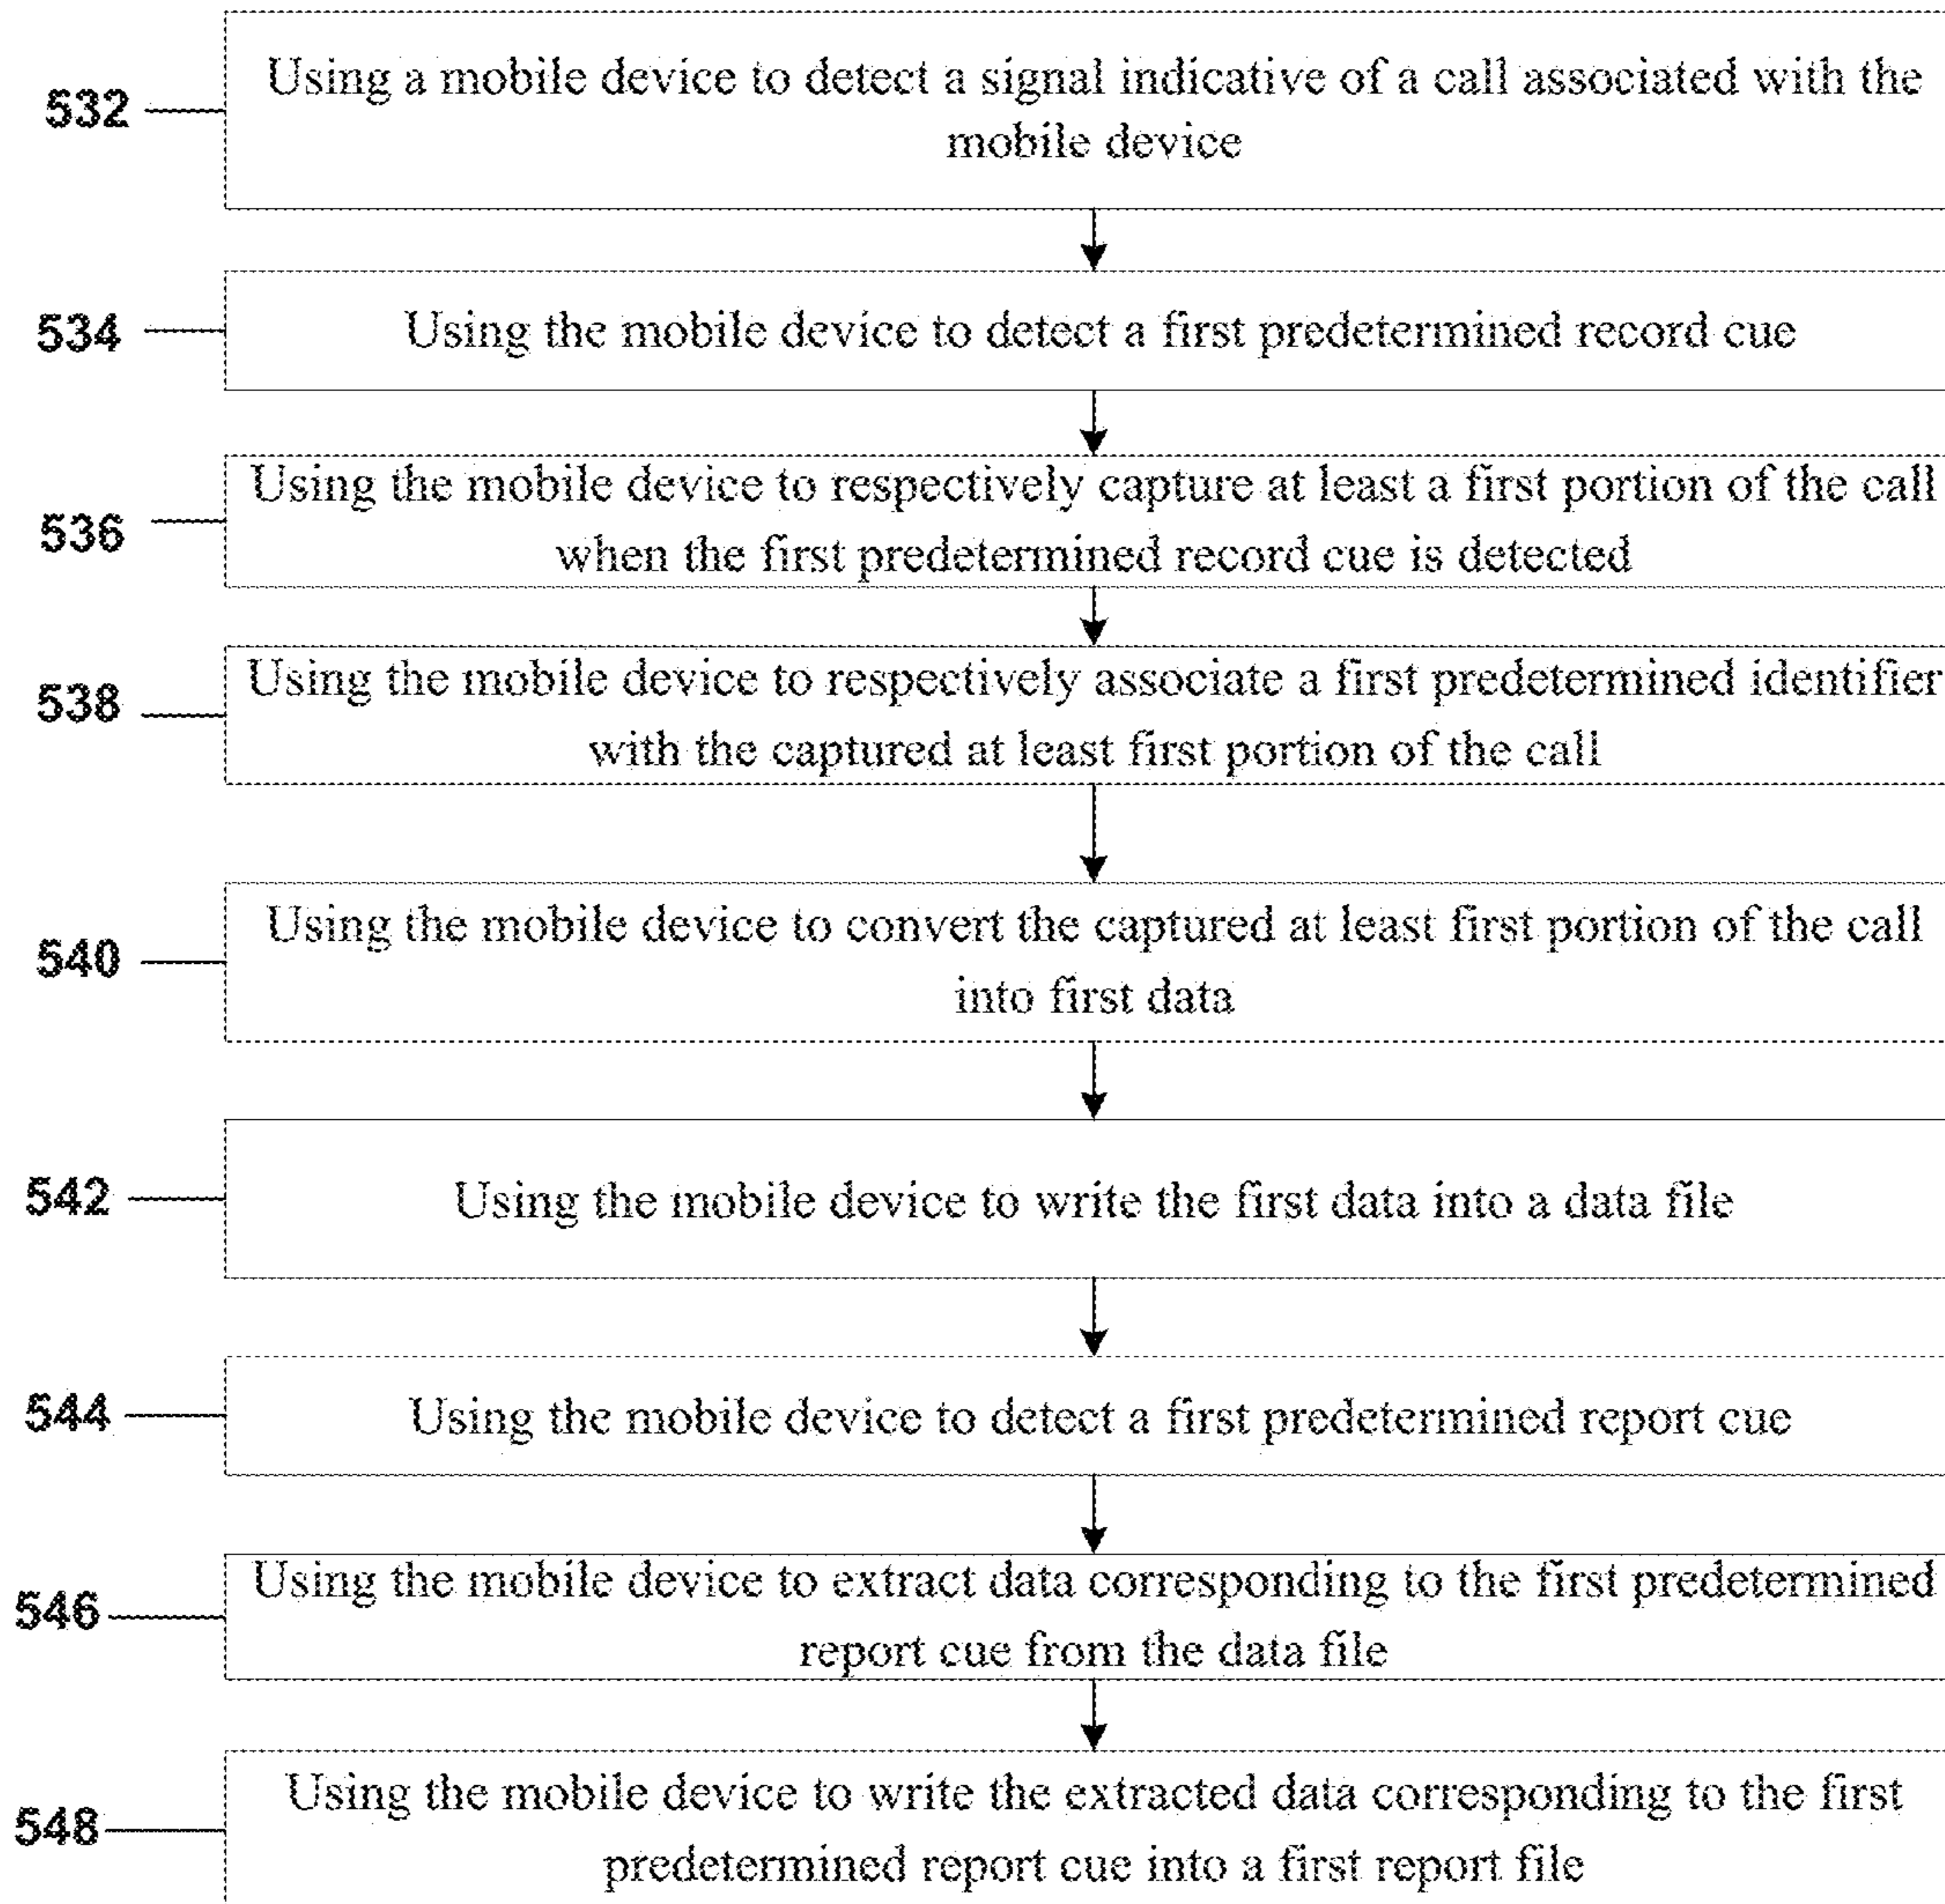 532
Using a mobile device to detect a signal indicative of a call associated with the
mobile device
534
Using the mobile device to detect a first predetermined record cue
536
Using the mobile device to respectively capture at least a first portion of the call
when the first predetermined record cue is detected
538
Using the mobile device to respectively associate a first predetermined identifier
with the captured at least first portion of the call
540
Using the mobile device to convert the captured at least first portion of the call
into first data
542
Using the mobile device to write the first data into a data file
544
Using the mobile device to detect a first predetermined report cue
546
Using the mobile device to extract data corresponding to the first predetermined
report cue from the data file
548
Using the mobile device to write the extracted data corresponding to the first
predetermined report cue into a first report file